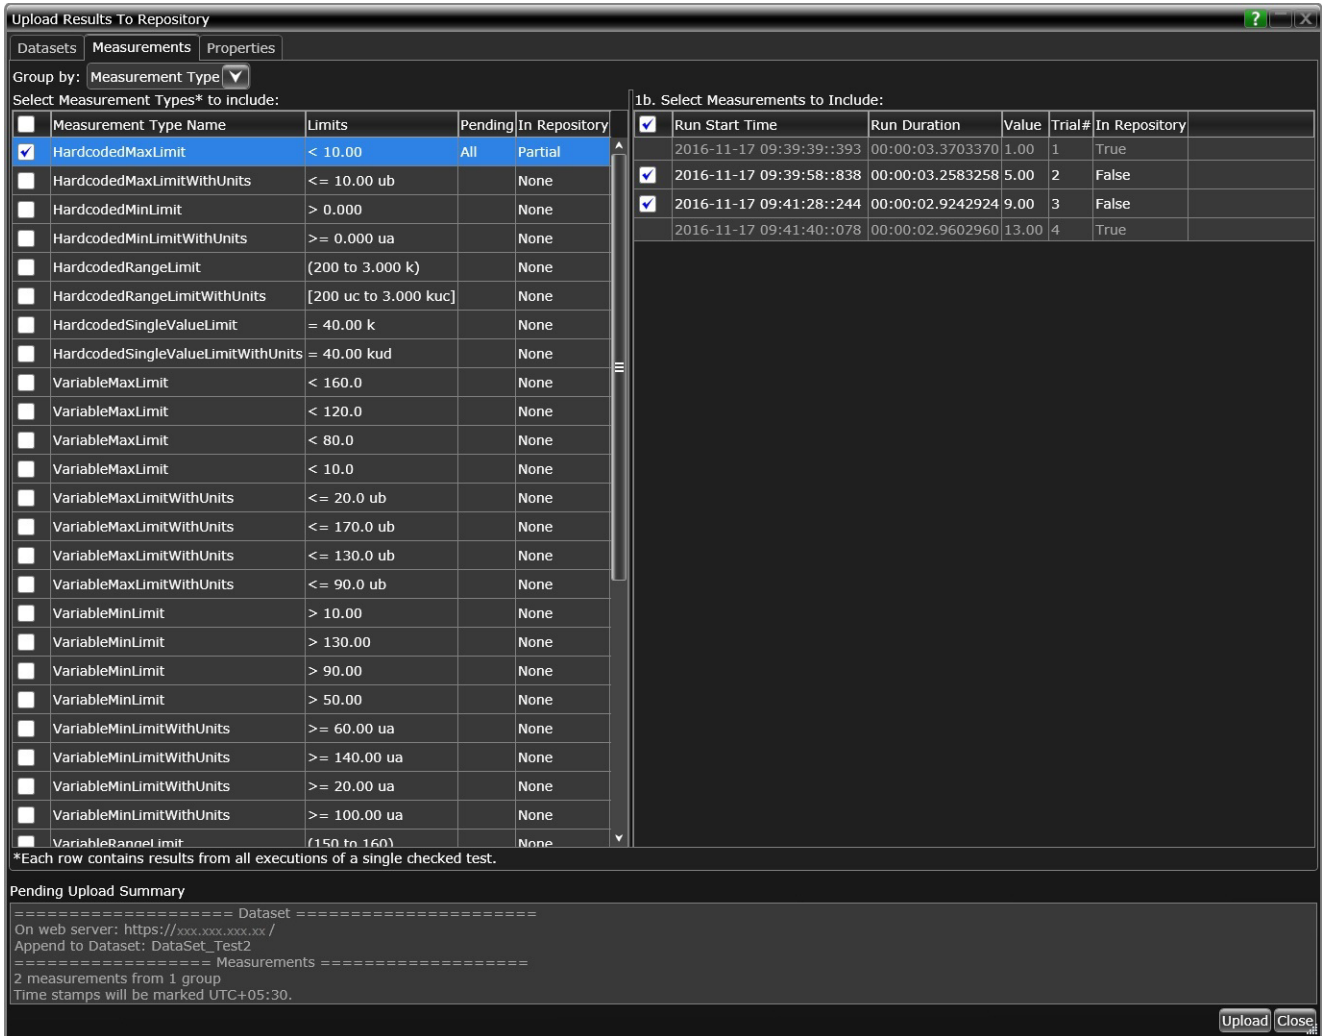 Upload Results To Repository ? X
Datasets Measurements Properties
Group by: Measurement Type
Select Measurement Types* to include:
Measurement Type Name Limits Pending In Repository
HardcodedMaxLimit < 10.00 All Partial
HardcodedMaxLimitWithUnits <= 10.00 ub None
HardcodedMinLimit > 0.000 None
HardcodedMinLimitWithUnits >= 0.000 ua None
HardcodedRangeLimit (200 to 3.000 k) None
HardcodedRangeLimitWithUnits [200 uc to 3.000 kuc] None
HardcodedSingleValueLimit = 40.00 k None
HardcodedSingleValueLimitWithUnits = 40.00 kud None
VariableMaxLimit < 160.0 None
VariableMaxLimit < 120.0 None
VariableMaxLimit < 80.0 None
VariableMaxLimit < 10.0 None
VariableMaxLimitWithUnits <= 20.0 ub None
VariableMaxLimitWithUnits <= 170.0 ub None
VariableMaxLimitWithUnits <= 130.0 ub None
VariableMaxLimitWithUnits <= 90.0 ub None
VariableMinLimit > 10.00 None
VariableMinLimit > 130.00 None
VariableMinLimit > 90.00 None
VariableMinLimit > 50.00 None
VariableMinLimitWithUnits >= 60.00 ua None
VariableMinLimitWithUnits >= 140.00 ua None
VariableMinLimitWithUnits >= 20.00 ua None
VariableMinLimitWithUnits >= 100.00 ua None
VariableRangeLimit (150 to 160) None
*Each row contains results from all executions of a single checked test.
1b. Select Measurements to Include:
Run Start Time Run Duration Value Trial# In Repository
2016-11-17 09:39:39::393 00:00:03.3703370 1.00 1 True
2016-11-17 09:39:58::838 00:00:03.2583258 5.00 2 False
2016-11-17 09:41:28::244 00:00:02.9242924 9.00 3 False
2016-11-17 09:41:40::078 00:00:02.9602960 13.00 4 True
Pending Upload Summary
==================== Dataset ======================
On web server: https://xxx.xxx.xxx.xx /
Append to Dataset: DataSet_Test2
================== Measurements ===================
2 measurements from 1 group
Time stamps will be marked UTC+05:30.
Upload Close